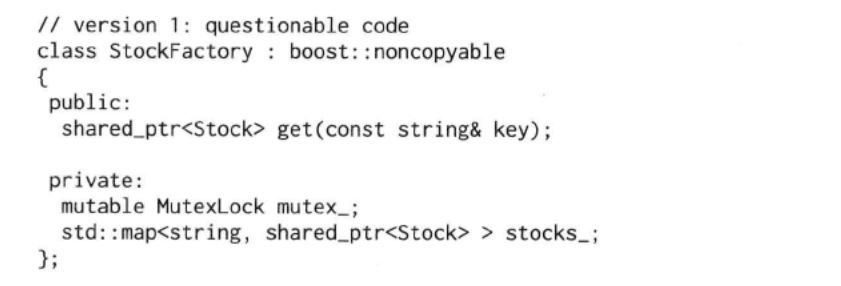 // version 1: questionable code
class StockFactory : boost::noncopyable
{
 public:
  shared_ptr<Stock> get(const string& key);

 private:
  mutable MutexLock mutex_;
  std::map<string, shared_ptr<Stock> > stocks_;
};